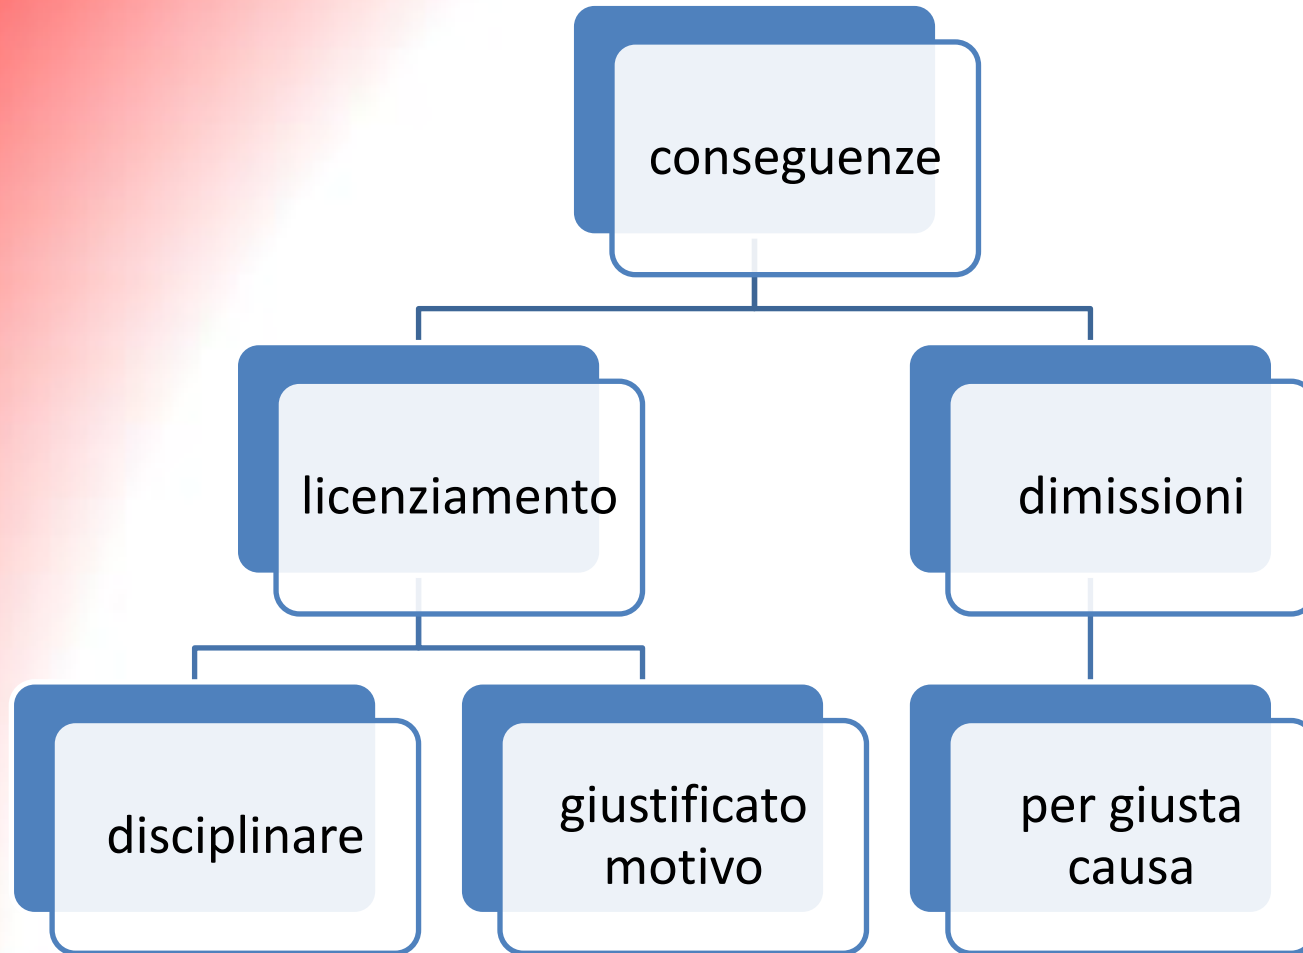 conseguenze
licenziamento
dimissioni
disciplinare
giustificato
motivo
per giusta
causa